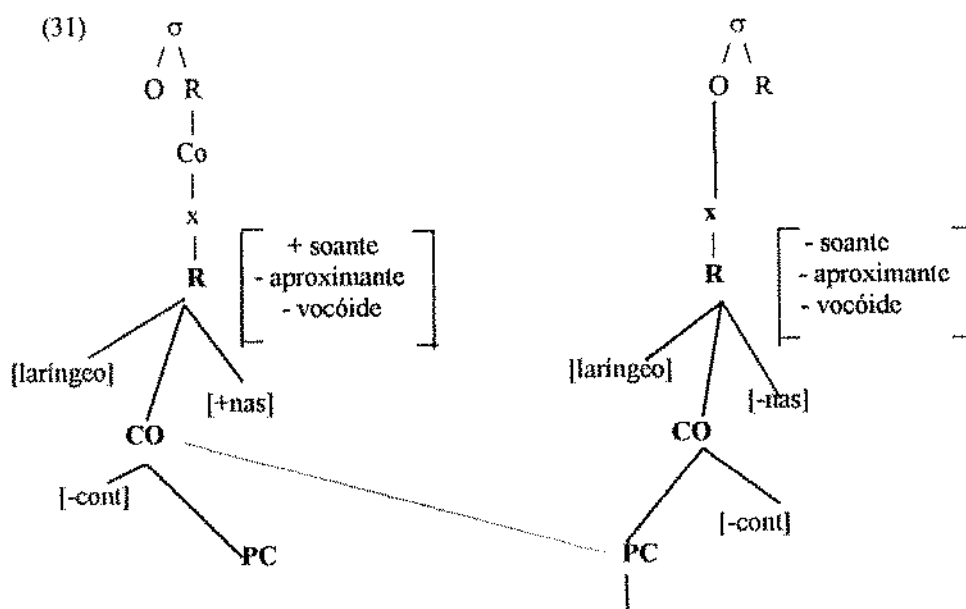 (31)
σ σ
O R O R
Co
x x
R R
+ soante
- aproximante
- vocóide
- soante
- aproximante
- vocóide
[laríngeo] [+nas] [laríngeo] [-nas]
CO CO
[-cont] [-cont]
PC PC